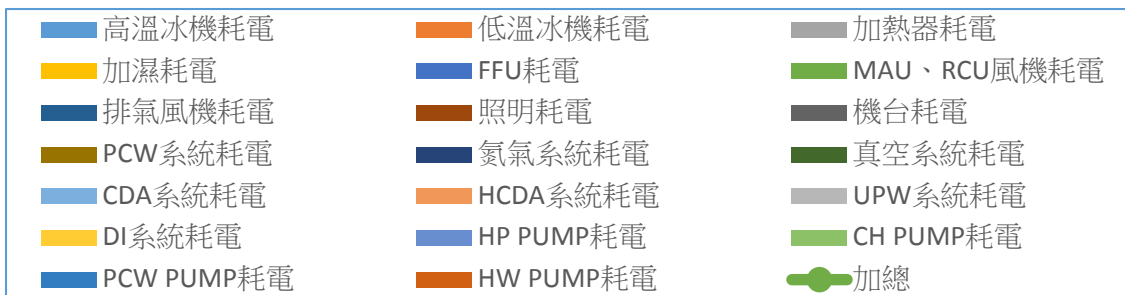 高溫冰機耗電 低溫冰機耗電 加熱器耗電
加濕耗電 FFU耗電 MAU、RCU風機耗電
排氣風機耗電 照明耗電 機台耗電
PCW系統耗電 氮氣系統耗電 真空系統耗電
CDA系統耗電 HCDA系統耗電 UPW系統耗電
DI系統耗電 HP PUMP耗電 CH PUMP耗電
PCW PUMP耗電 HW PUMP耗電 加總